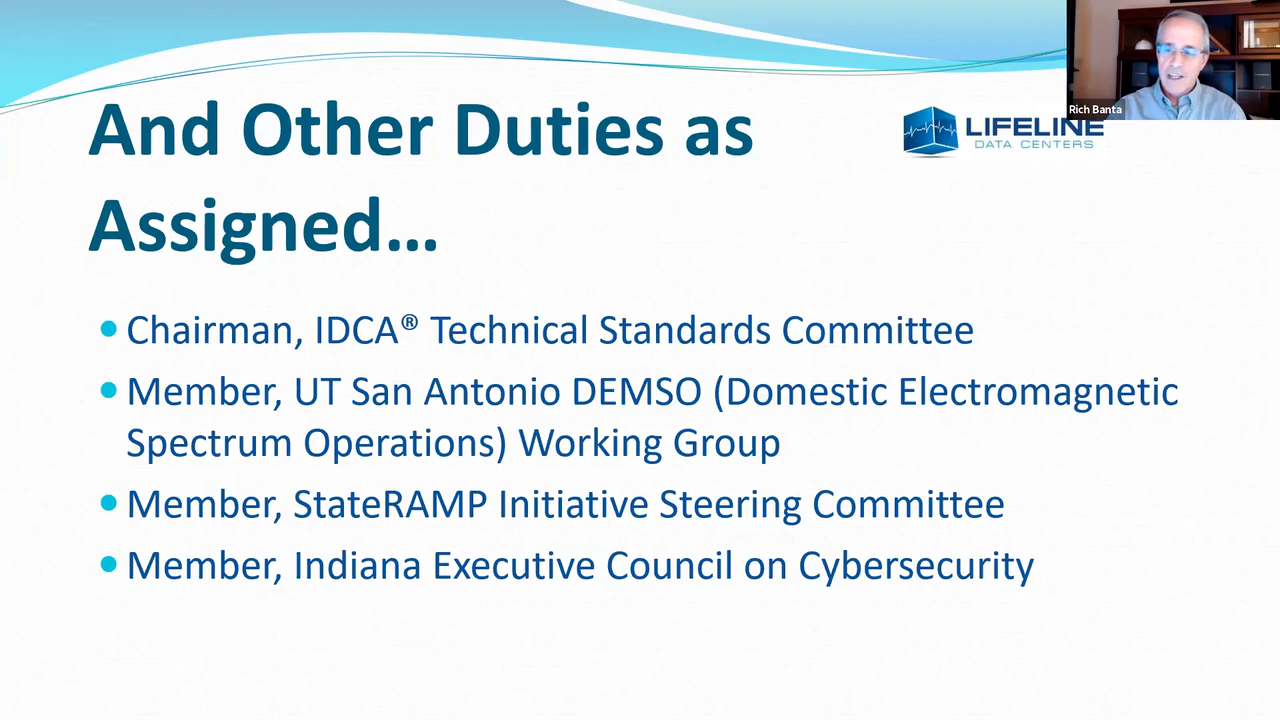 And Other Duties as
Assigned...
Rich Banta
LIFELINE
DATA CENTERS
• Chairman, IDCA® Technical Standards Committee
• Member, UT San Antonio DEMSO (Domestic Electromagnetic
Spectrum Operations) Working Group
• Member, StateRAMP Initiative Steering Committee
• Member, Indiana Executive Council on Cybersecurity